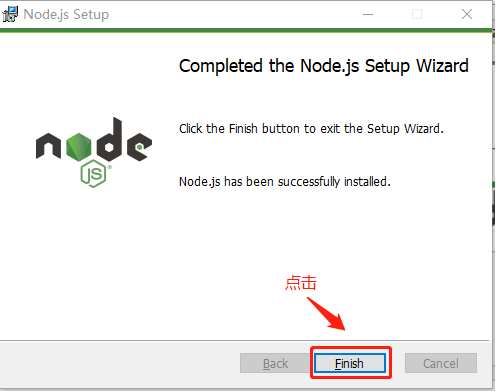 Node.js Setup
Completed the Node.js Setup Wizard
Click the Finish button to exit the Setup Wizard.
node
JS
Node.js has been successfully installed.
点击
Back
Finish
Cancel